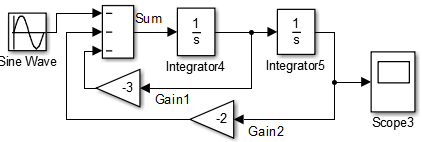 Sum
1
s
1
s
Sine Wave
Integrator4
Integrator5
-3
Gain1
-2
Gain2
Scope3